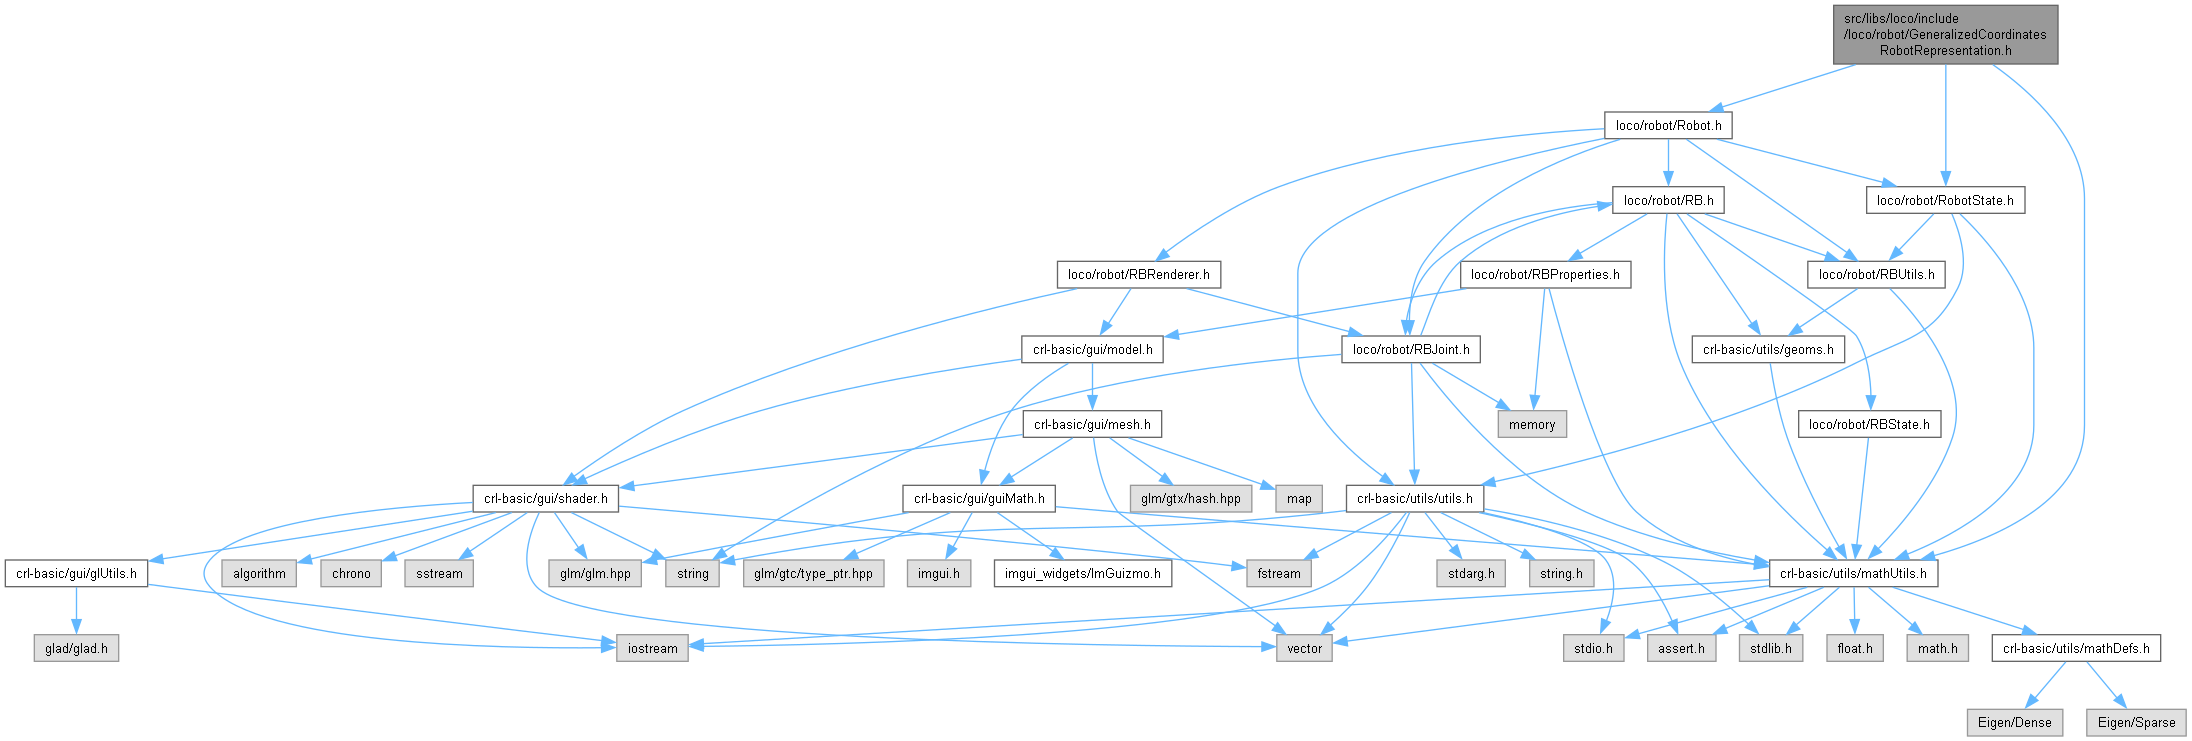 src/libs/loco/include
/loco/robot/GeneralizedCoordinates
RobotRepresentation.h
loco/robot/Robot.h
loco/robot/RB.h
loco/robot/RobotState.h
loco/robot/RBRenderer.h
loco/robot/RBProperties.h
loco/robot/RBUtils.h
crl-basic/gui/model.h
loco/robot/RBJoint.h
crl-basic/utils/geoms.h
crl-basic/gui/mesh.h
memory
loco/robot/RBState.h
crl-basic/gui/shader.h
crl-basic/gui/guiMath.h
glm/gtx/hash.hpp
map
crl-basic/utils/utils.h
crl-basic/gui/glUtils.h
algorithm
chrono
sstream
glm/glm.hpp
string
glm/gtc/type_ptr.hpp
imgui.h
imgui_widgets/ImGuizmo.h
fstream
stdarg.h
string.h
crl-basic/utils/mathUtils.h
glad/glad.h
iostream
vector
stdio.h
assert.h
stdlib.h
float.h
math.h
crl-basic/utils/mathDefs.h
Eigen/Dense
Eigen/Sparse